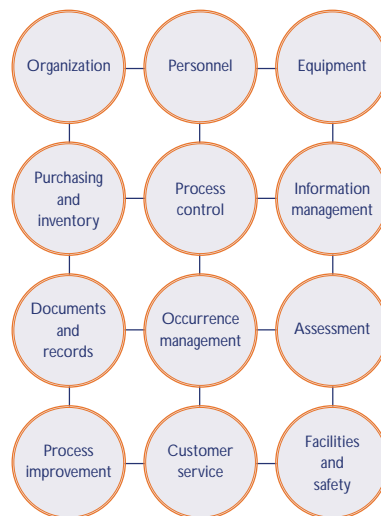 Organization
Personnel
Equipment
Purchasing
and
inventory
Process
control
Information
management
Documents
and
records
Occurrence
management
Assessment
Process
improvement
Customer
service
Facilities
and
safety